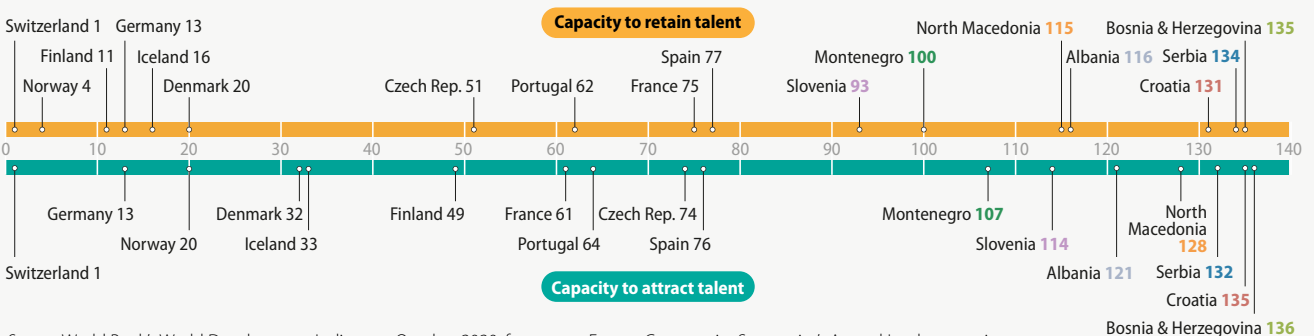 Capacity to retain talent
Switzerland 1
Germany 13
North Macedonia 115
Bosnia & Herzegovina 135
Finland 11
Iceland 16
Spain 77
Montenegro 100
Albania 116
Serbia 134
Norway 4
Denmark 20
Czech Rep. 51
Portugal 62
France 75
Slovenia 93
Croatia 131
0 10 20 30 40 50 60 70 80 90 100 110 120 130 140
Germany 13
Denmark 32
Finland 49
France 61
Czech Rep. 74
Montenegro 107
North
Macedonia
128
Norway 20
Iceland 33
Portugal 64
Spain 76
Slovenia 114
Switzerland 1
Albania 121
Serbia 132
Capacity to attract talent
Croatia 135
Bosnia & Herzegovina 136